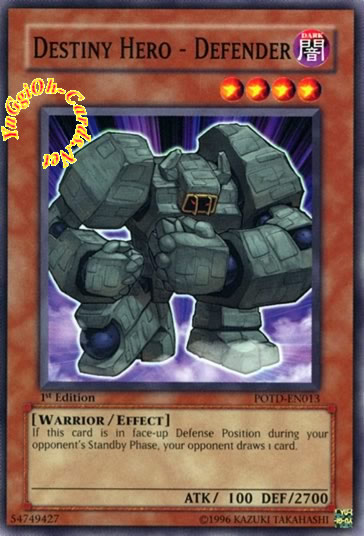 DESTINY HERO - DEFENDER
DARK
闇
YuGgiOh-Cards.Net
1st Edition
POTD-EN013
[WARRIOR/EFFECT]
If this card is in face-up Defense Position during your
opponent's Standby Phase, your opponent draws 1 card.
ATK/ 100 DEF/2700
54749427
©1996 KAZUKI TAKAHASHI